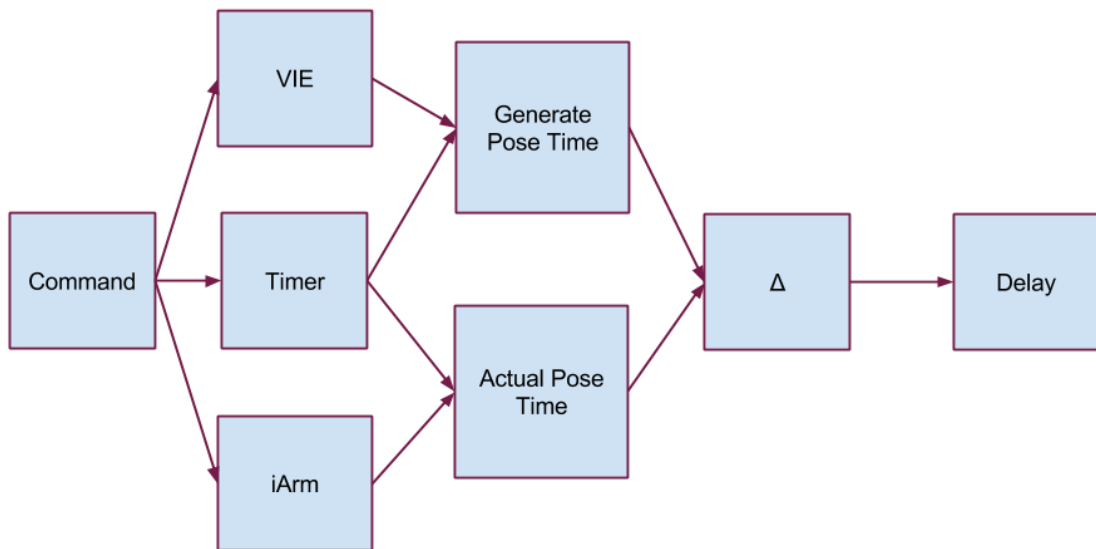 VIE
Generate
Pose Time
Command
Timer
Δ
Delay
Actual Pose
Time
iArm